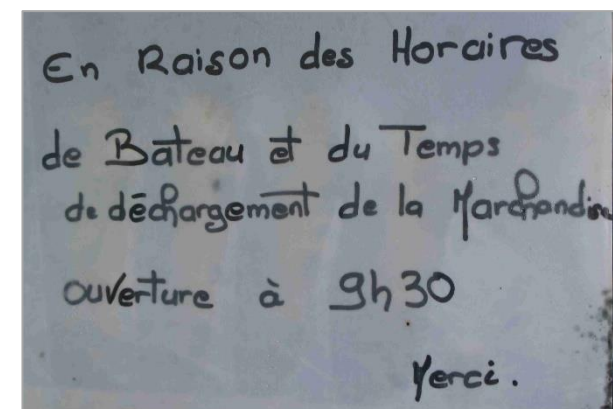 En Raison des Horaires
de Bateau et du Temps
de déchargement de la Marchandise
ouverture à 9h30
Merci.